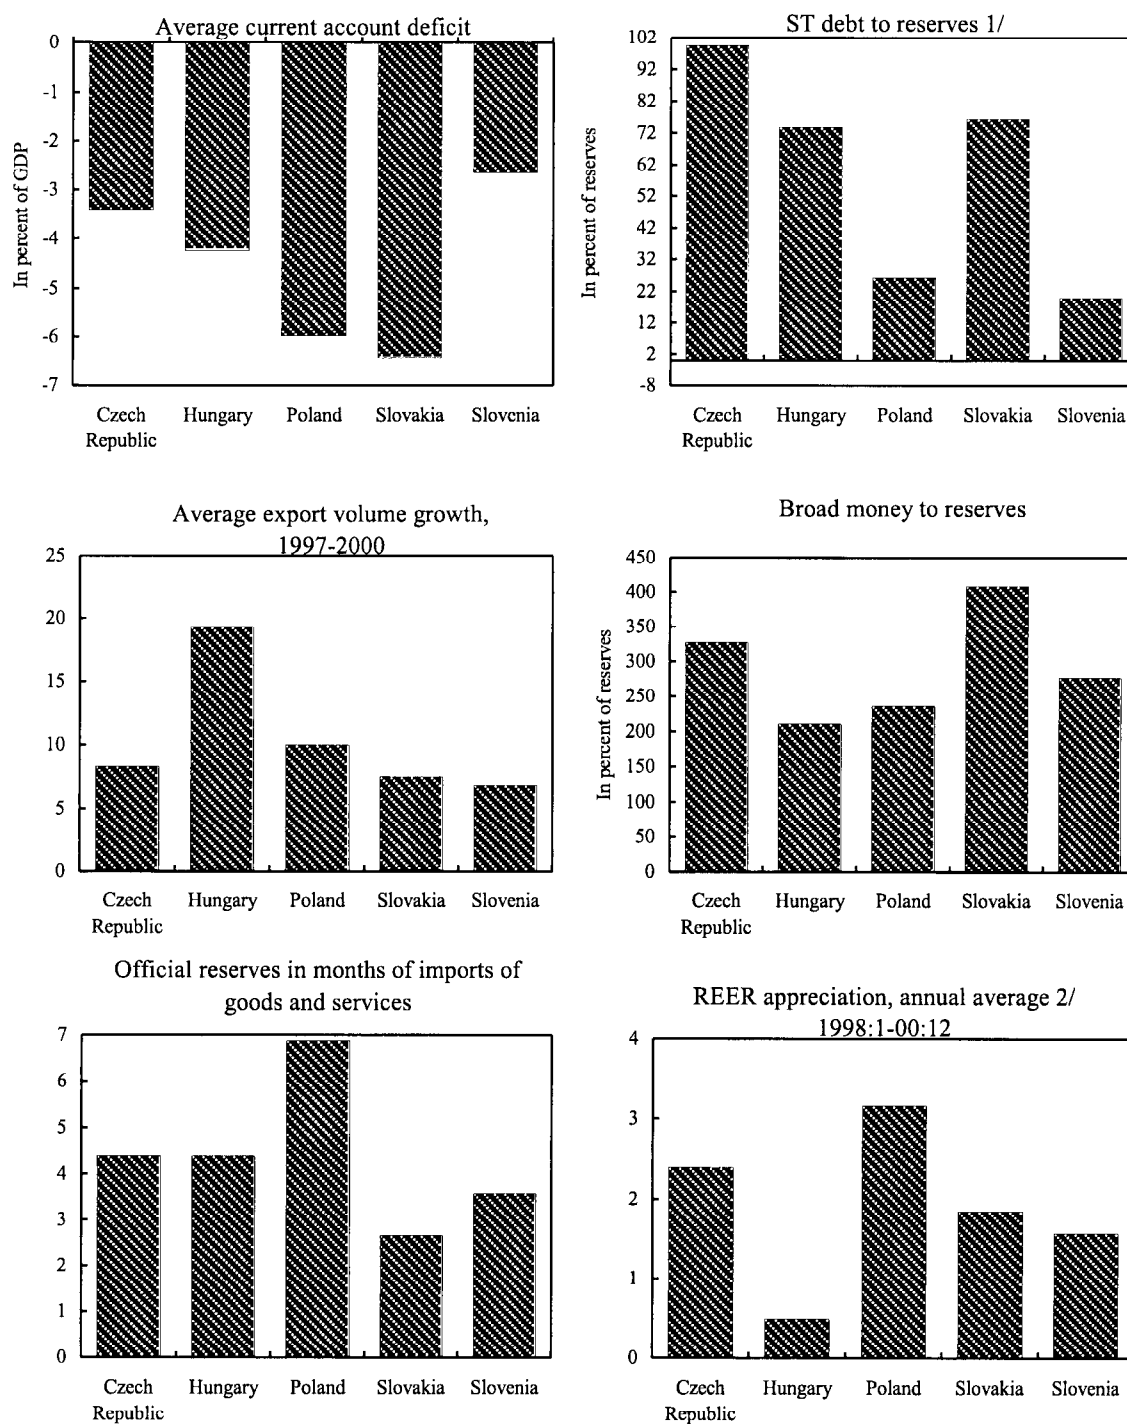 Average current account deficit
In percent of GDP
0
-1
-2
-3
-4
-5
-6
-7
Czech Republic
Hungary
Poland
Slovakia
Slovenia
ST debt to reserves 1/
In percent of reserves
102
92
82
72
62
52
42
32
22
12
2
-8
Czech Republic
Hungary
Poland
Slovakia
Slovenia
Average export volume growth,
1997-2000
25
20
15
10
5
0
Czech Republic
Hungary
Poland
Slovakia
Slovenia
Broad money to reserves
In percent of reserves
450
400
350
300
250
200
150
100
50
0
Czech Republic
Hungary
Poland
Slovakia
Slovenia
Official reserves in months of imports of
goods and services
7
6
5
4
3
2
1
0
Czech Republic
Hungary
Poland
Slovakia
Slovenia
REER appreciation, annual average 2/
1998:1-00:12
4
3
2
1
0
Czech Republic
Hungary
Poland
Slovakia
Slovenia